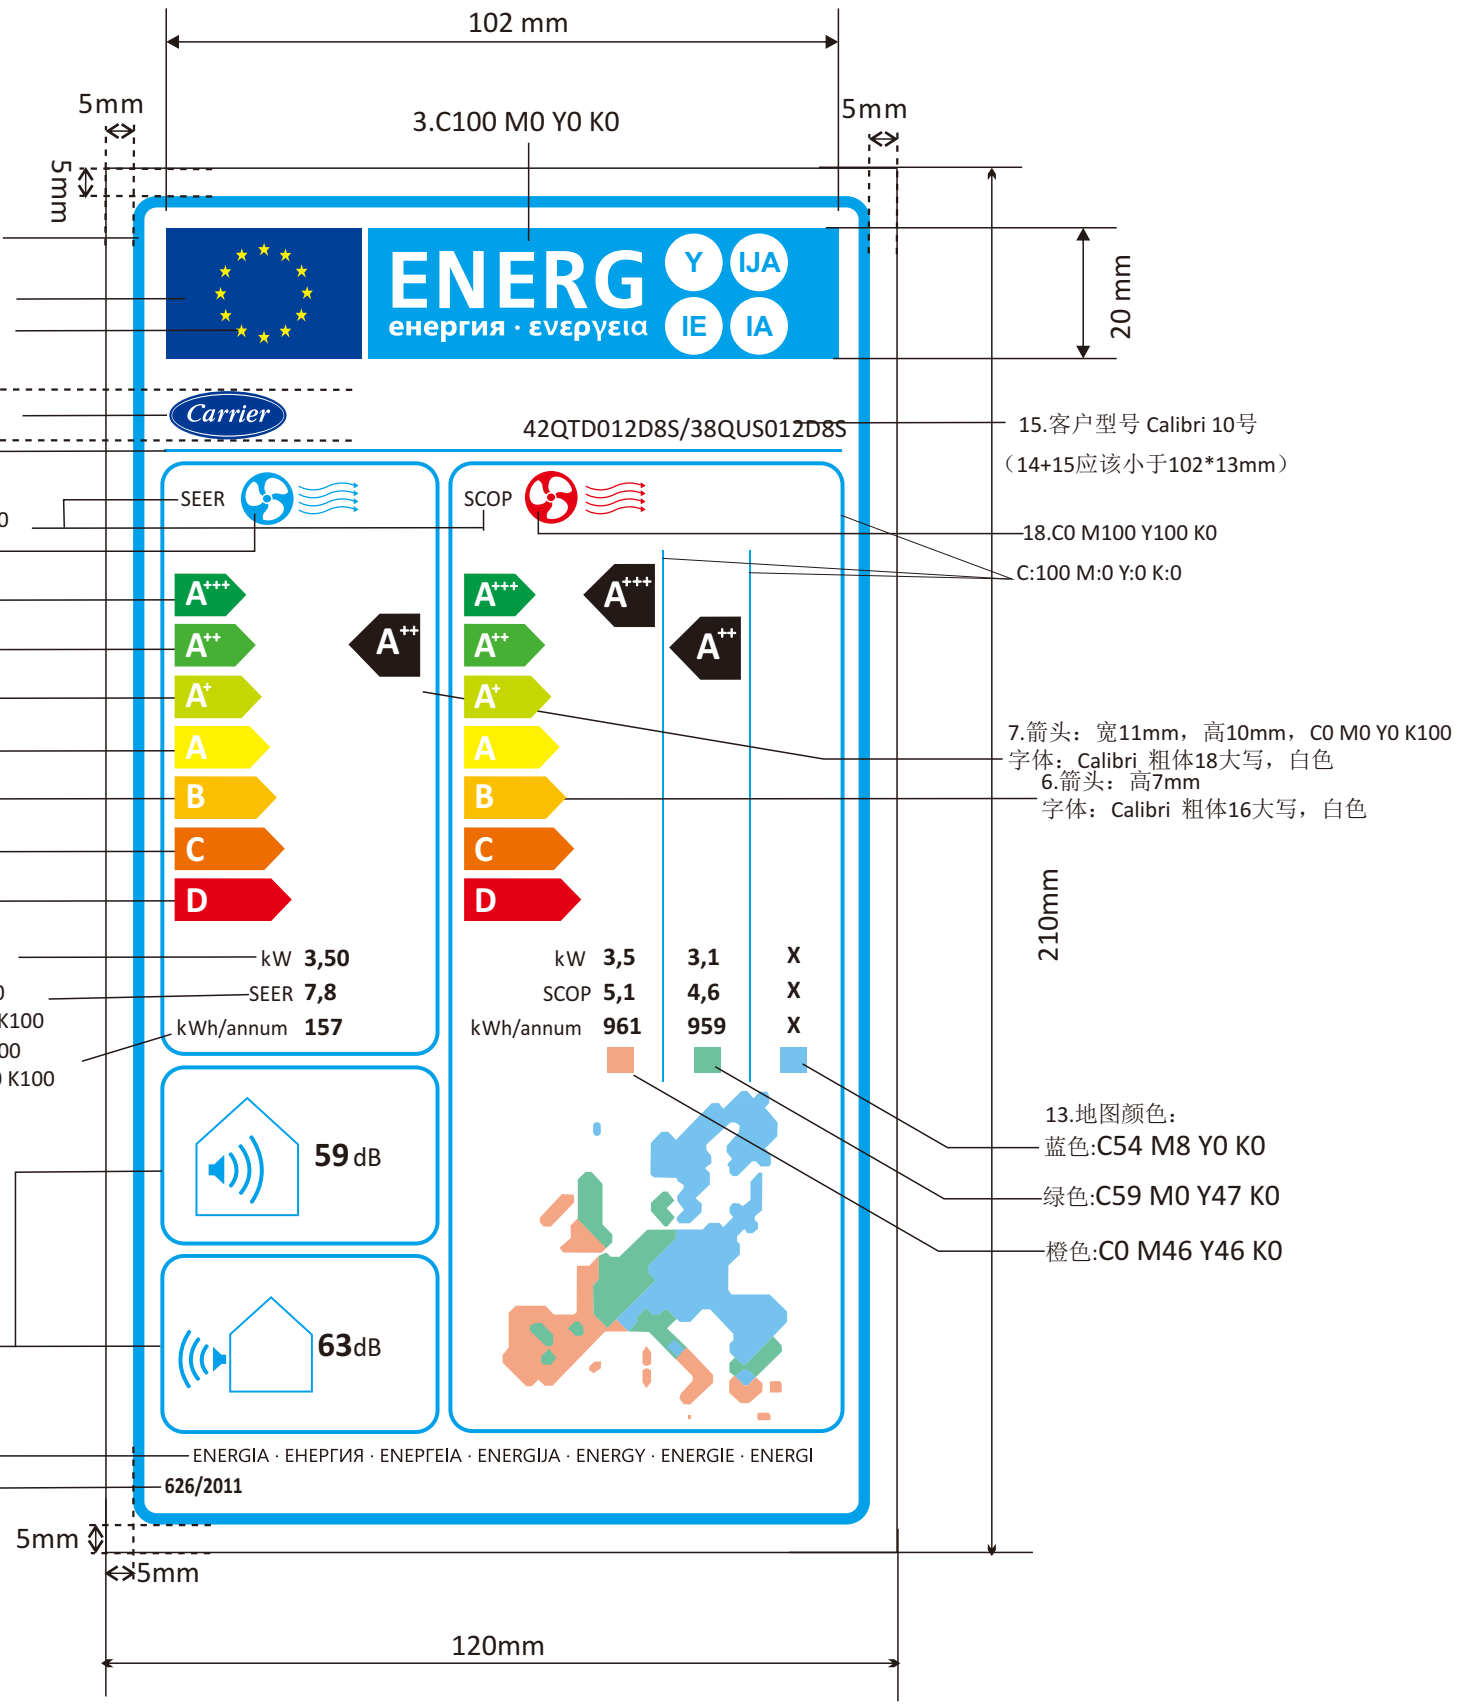 102 mm
5mm
3.C100 M0 Y0 K0
5mm
5mm
ENERG
Y
IJA
енергия · ενεργεια
IE
IA
20 mm
Carrier
42QTD012D8S/38QUS012D8S
15.客户型号 Calibri 10号
（14+15应该小于102*13mm）
SEER
SCOP
0
18.C0 M100 Y100 K0
C:100 M:0 Y:0 K:0
A+++
A+++
A+++
A++
A++
A++
A++
A+
A+
7.箭头：宽11mm，高10mm，C0 M0 Y0 K100
字体：Calibri 粗体18大写，白色
A
A
6.箭头：高7mm
字体：Calibri 粗体16大写，白色
B
B
C
C
D
D
210mm
kW 3,50
kW 3,5 3,1 X
SEER 7,8
SCOP 5,1 4,6 X
0
K100
kWh/annum 157
kWh/annum 961 959 X
00
0 K100
13.地图颜色：
蓝色:C54 M8 Y0 K0
绿色:C59 M0 Y47 K0
橙色:C0 M46 Y46 K0
59 dB
63dB
ENERGIA · ЕНЕРГИЯ · ΕΝΕΡΓΕΙΑ · ENERGIJA · ENERGY · ENERGIE · ENERGI
626/2011
5mm
5mm
120mm